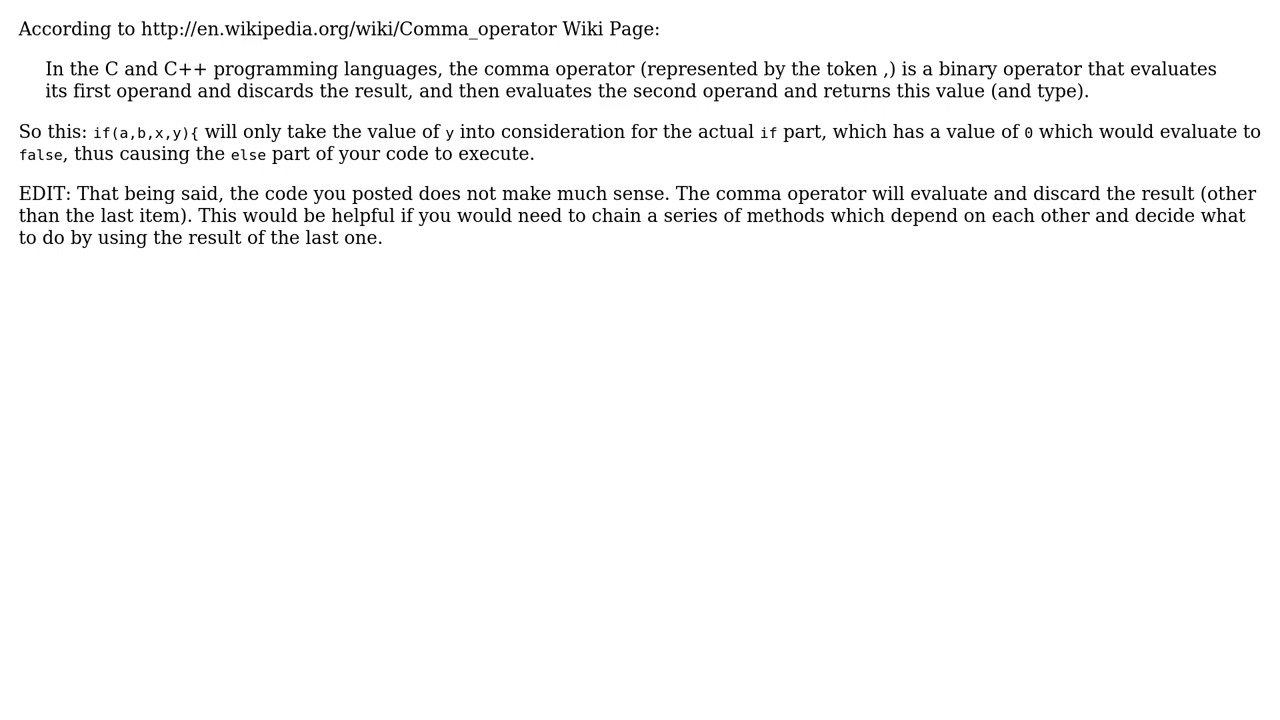 According to http://en.wikipedia.org/wiki/Comma_operator Wiki Page:
In the C and C++ programming languages, the comma operator (represented by the token ,) is a binary operator that evaluates
its first operand and discards the result, and then evaluates the second operand and returns this value (and type).
So this: if(a,b,x,y){ will only take the value of y into consideration for the actual if part, which has a value of 0 which would evaluate to
false, thus causing the else part of your code to execute.
EDIT: That being said, the code you posted does not make much sense. The comma operator will evaluate and discard the result (other
than the last item). This would be helpful if you would need to chain a series of methods which depend on each other and decide what
to do by using the result of the last one.